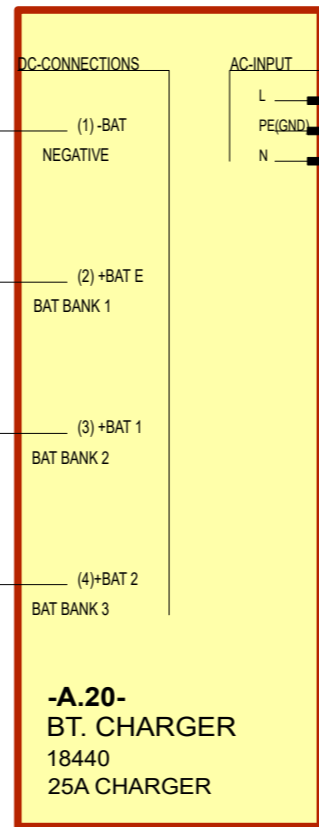 DC-CONNECTIONS
AC-INPUT
L
(1) -BAT
PE(GND)
NEGATIVE
N
(2) +BAT E
BAT BANK 1
(3) +BAT 1
BAT BANK 2
(4)+BAT 2
BAT BANK 3
-A.20-
BT. CHARGER
18440
25A CHARGER